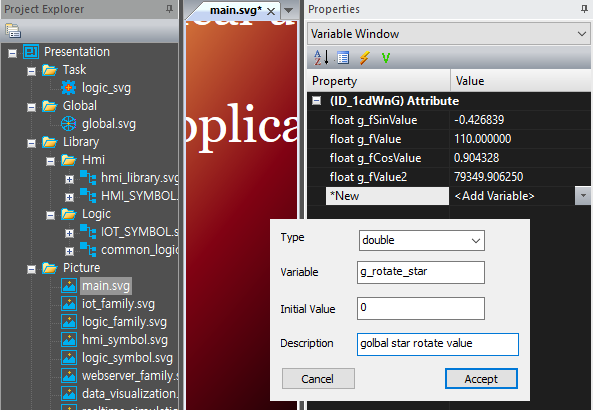 Project Explorer
Presentation
Task
logic_svg
Global
global.svg
Library
Hmi
hmi_library.svg
HMI_SYMBOL.
Logic
IOT_SYMBOL.s
common_logic
Picture
main.svg
iot_family.svg
logic_family.svg
hmi_symbol.svg
logic_symbol.svg
webserver_family.s
data_visualization.
main.svg*
pplica
Properties
Variable Window
Property Value
(ID_1cdWnG) Attribute
float g_fSinValue -0.426839
float g_fValue 110.000000
float g_fCosValue 0.904328
float g_fValue2 79349.906250
*New <Add Variable>
Type double
Variable g_rotate_star
Initial Value 0
Description golbal star rotate value
Cancel Accept